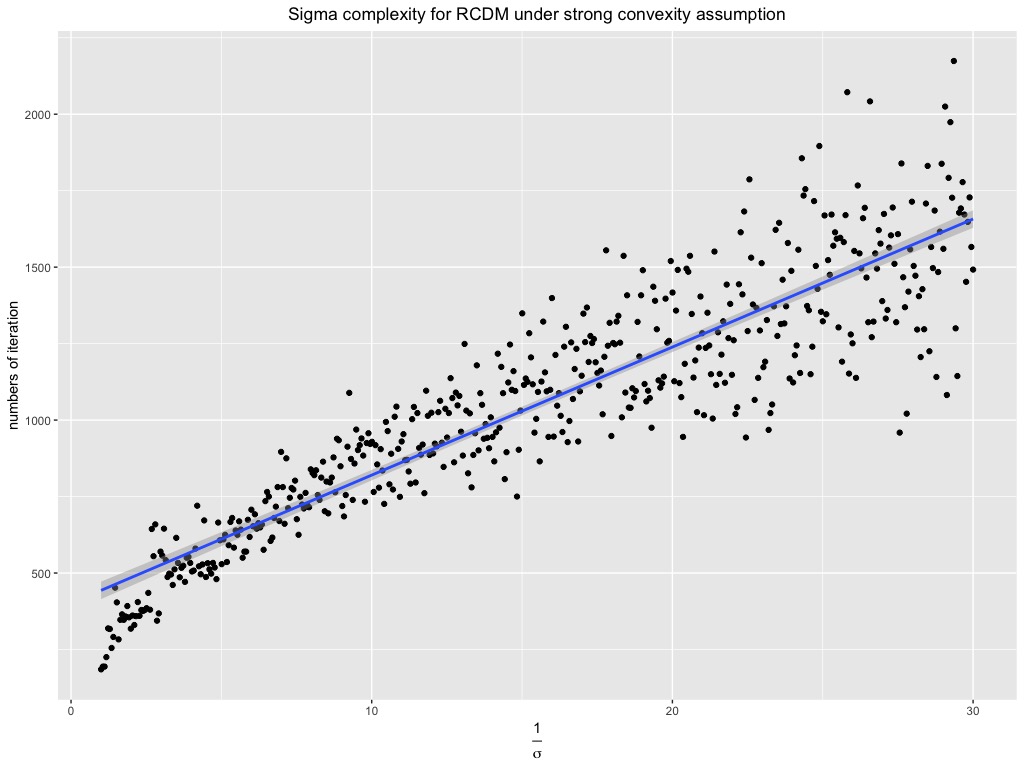 Sigma complexity for RCDM under strong convexity assumption
numbers of iteration
2000
1500
1000
500
0 10 20 30
1
σ